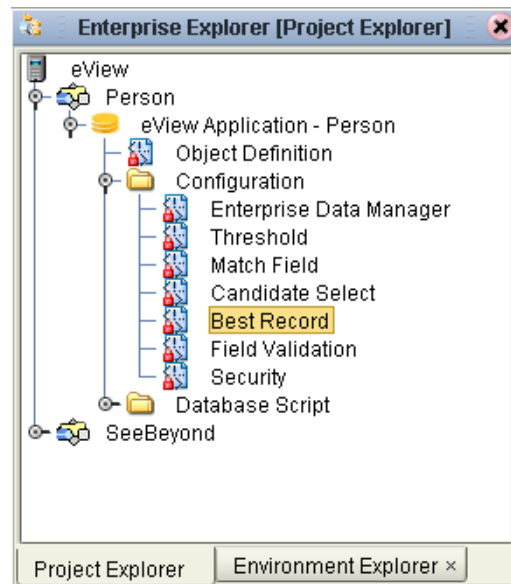 Enterprise Explorer [Project Explorer]
eView
Person
eView Application - Person
Object Definition
Configuration
Enterprise Data Manager
Threshold
Match Field
Candidate Select
Best Record
Field Validation
Security
Database Script
SeeBeyond
Project Explorer
Environment Explorer ×